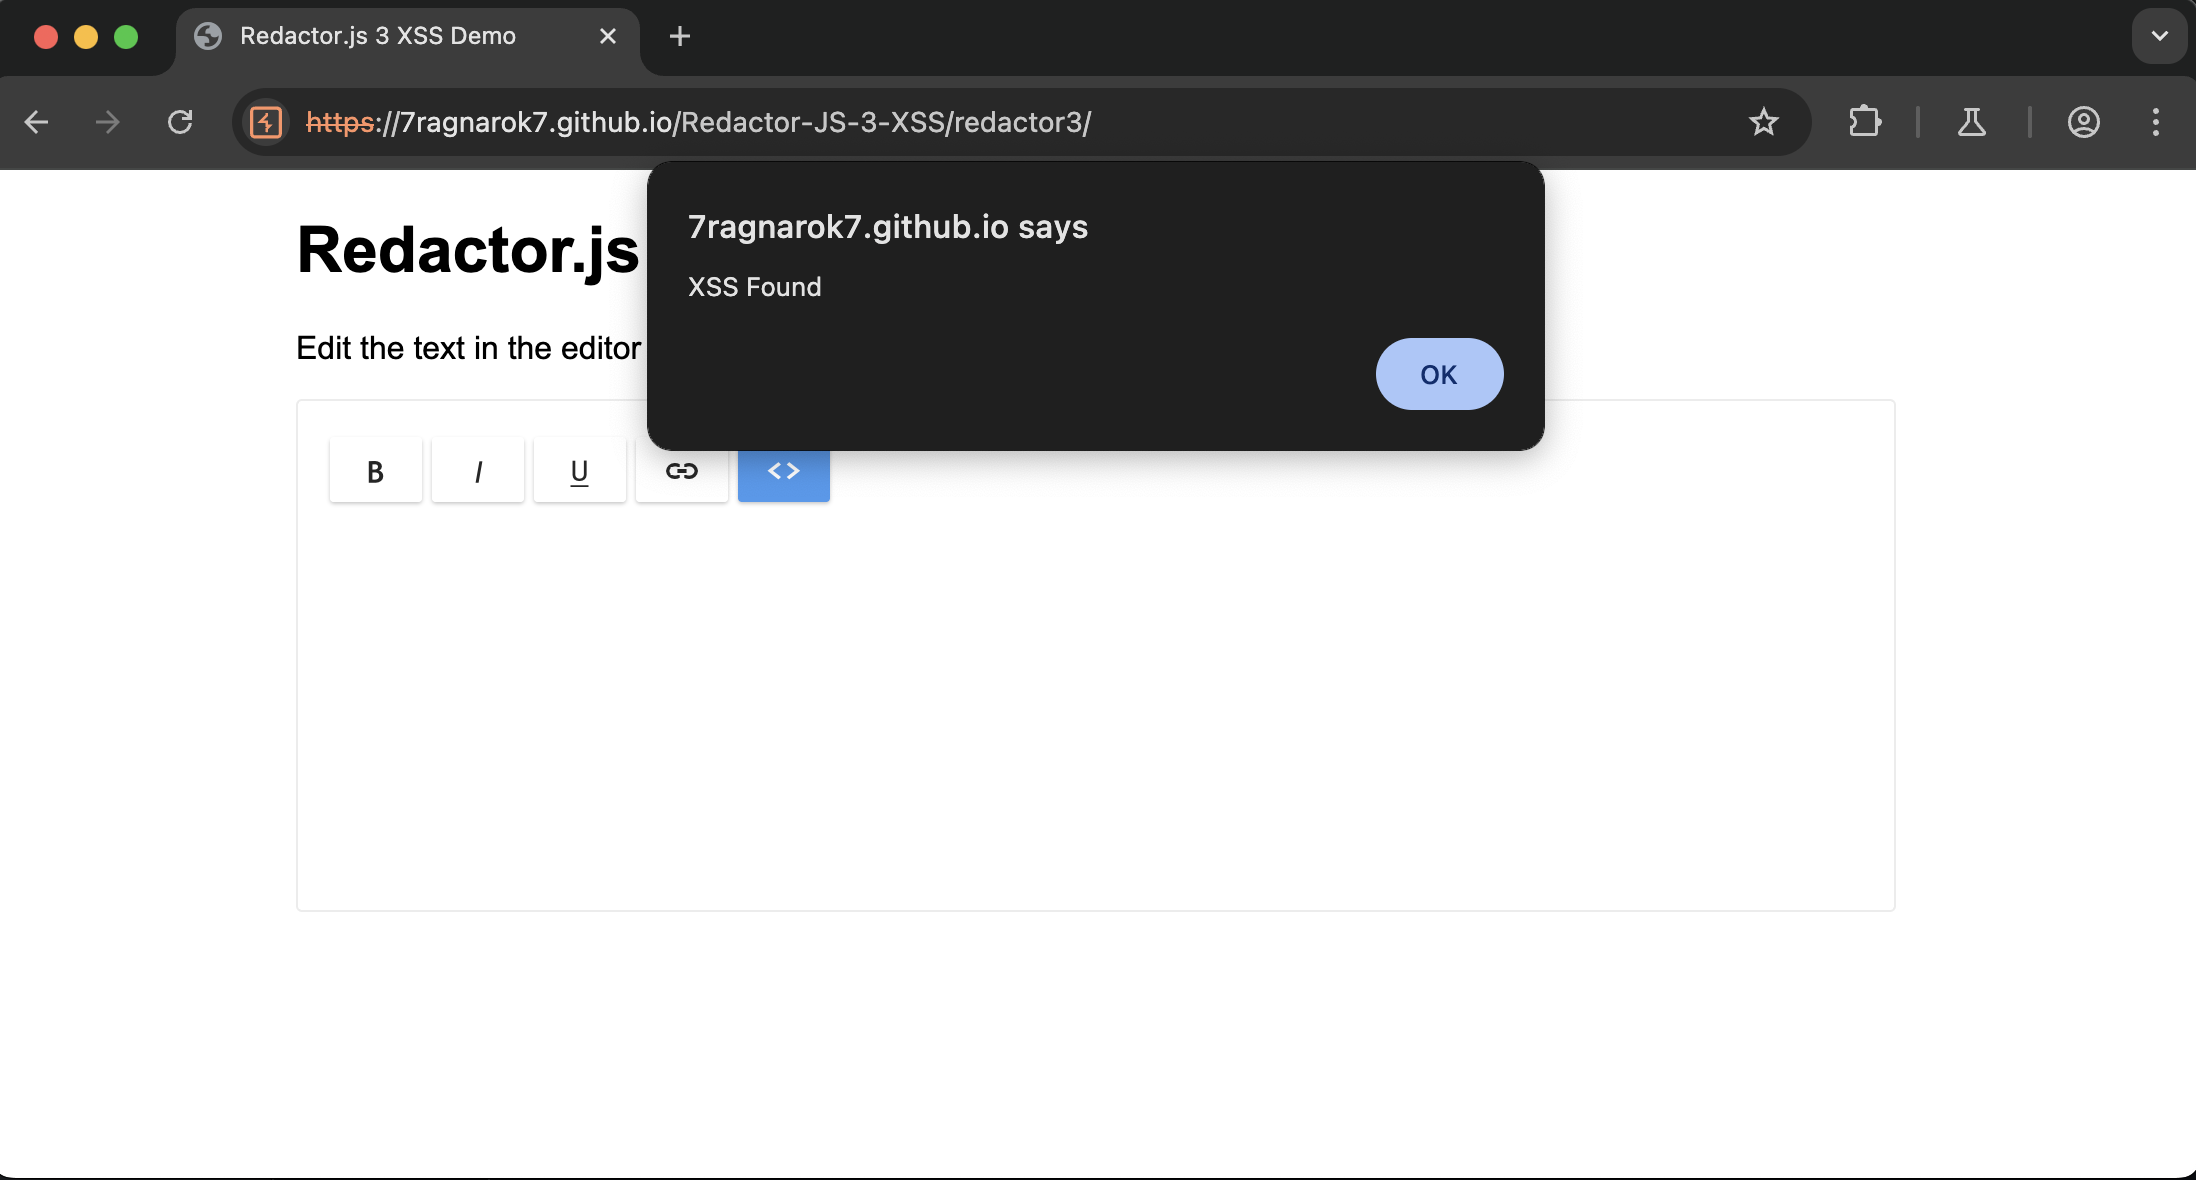 Redactor.js 3 XSS Demo
https://7ragnarok7.github.io/Redactor-JS-3-XSS/redactor3/
7ragnarok7.github.io says
XSS Found
OK
Redactor.js
Edit the text in the editor
B I U <>